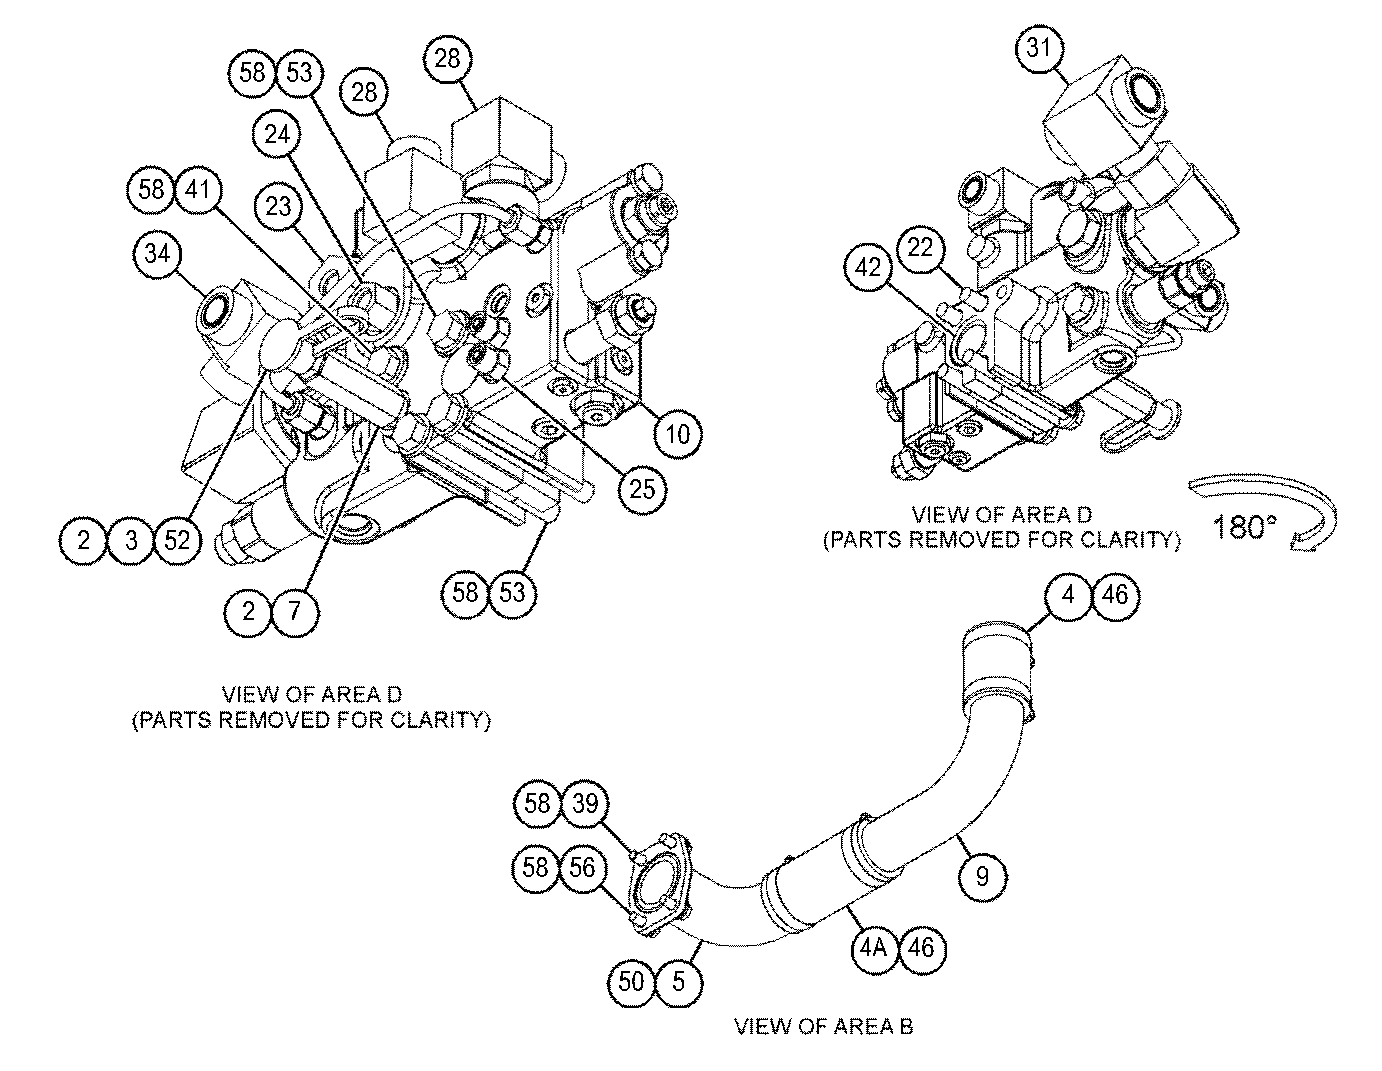 28
58 53
28
24
58 41
23
34
10
25
2 3 52
58 53
2 7
VIEW OF AREA D
(PARTS REMOVED FOR CLARITY)
31
22
42
VIEW OF AREA D
(PARTS REMOVED FOR CLARITY)
180°
4 46
58 39
58 56
9
4A 46
50 5
VIEW OF AREA B